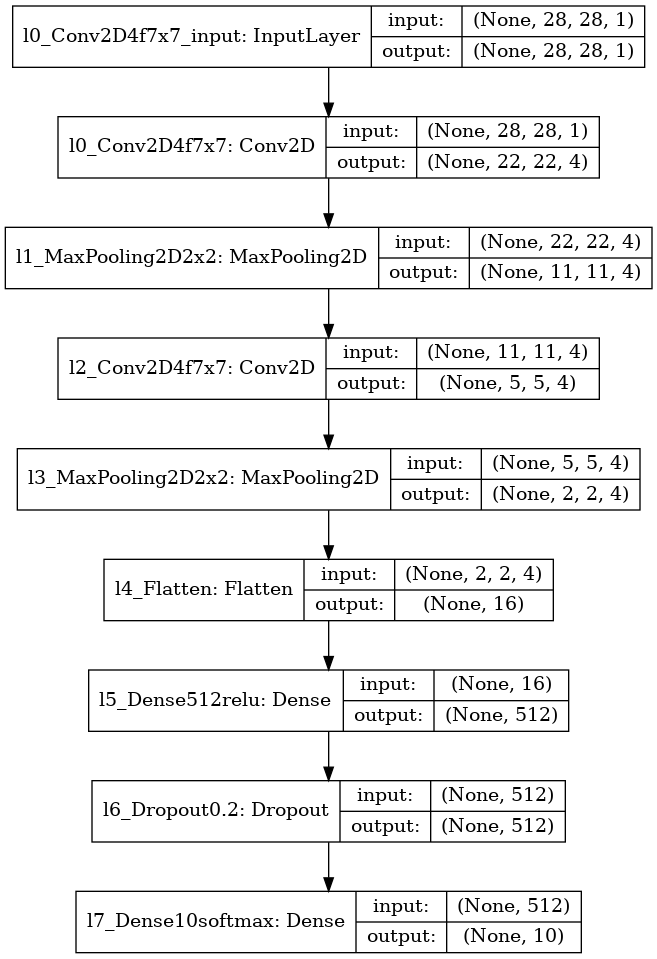 l0_Conv2D4f7x7_input: InputLayer
input: (None, 28, 28, 1)
output: (None, 28, 28, 1)
l0_Conv2D4f7x7: Conv2D
input: (None, 28, 28, 1)
output: (None, 22, 22, 4)
l1_MaxPooling2D2x2: MaxPooling2D
input: (None, 22, 22, 4)
output: (None, 11, 11, 4)
l2_Conv2D4f7x7: Conv2D
input: (None, 11, 11, 4)
output: (None, 5, 5, 4)
l3_MaxPooling2D2x2: MaxPooling2D
input: (None, 5, 5, 4)
output: (None, 2, 2, 4)
l4_Flatten: Flatten
input: (None, 2, 2, 4)
output: (None, 16)
l5_Dense512relu: Dense
input: (None, 16)
output: (None, 512)
l6_Dropout0.2: Dropout
input: (None, 512)
output: (None, 512)
l7_Dense10softmax: Dense
input: (None, 512)
output: (None, 10)